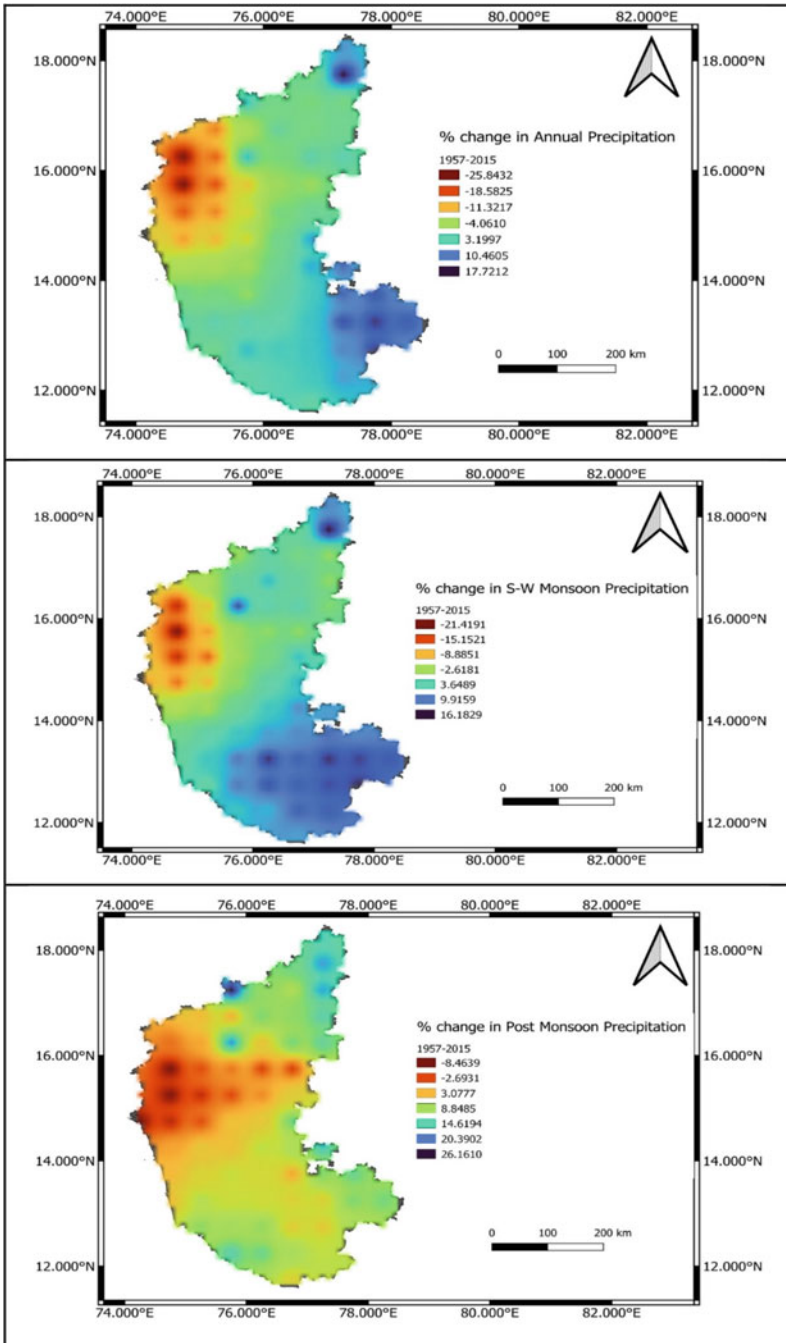 74.000°E 76.000°E 78.000°E 80.000°E 82.000°E
18.000°N 18.000°N
% change in Annual Precipitation
1957-2015
16.000°N 16.000°N
-25.8432
-18.5825
-11.3217
-4.0610
3.1997
10.4605
17.7212
14.000°N 14.000°N
0 100 200 km
12.000°N 12.000°N
74.000°E 76.000°E 78.000°E 80.000°E 82.000°E
74.000°E 76.000°E 78.000°E 80.000°E 82.000°E
18.000°N 18.000°N
% change in S-W Monsoon Precipitation
1957-2015
16.000°N 16.000°N
-21.4191
-15.1521
-8.8851
-2.6181
3.6489
9.9159
16.1829
14.000°N 14.000°N
0 100 200 km
12.000°N 12.000°N
74.000°E 76.000°E 78.000°E 80.000°E 82.000°E
74.000°E 76.000°E 78.000°E 80.000°E 82.000°E
18.000°N 18.000°N
% change in Post Monsoon Precipitation
1957-2015
16.000°N 16.000°N
-8.4639
-2.6931
3.0777
8.8485
14.6194
20.3902
26.1610
14.000°N 14.000°N
0 100 200 km
12.000°N 12.000°N
74.000°E 76.000°E 78.000°E 80.000°E 82.000°E